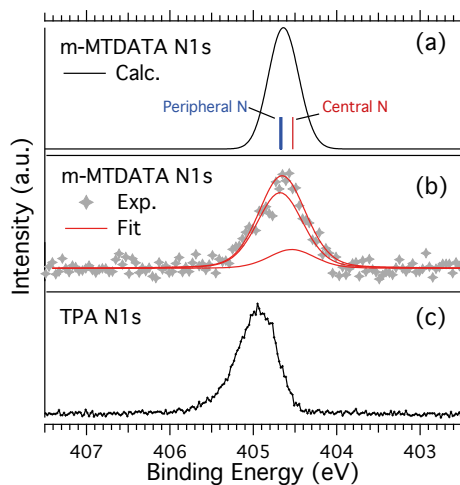 m-MTDATA N1s
(a)
Calc.
Peripheral N
Central N
m-MTDATA N1s
(b)
Exp.
Fit
TPA N1s
(c)
Intensity (a.u.)
407 406 405 404 403
Binding Energy (eV)